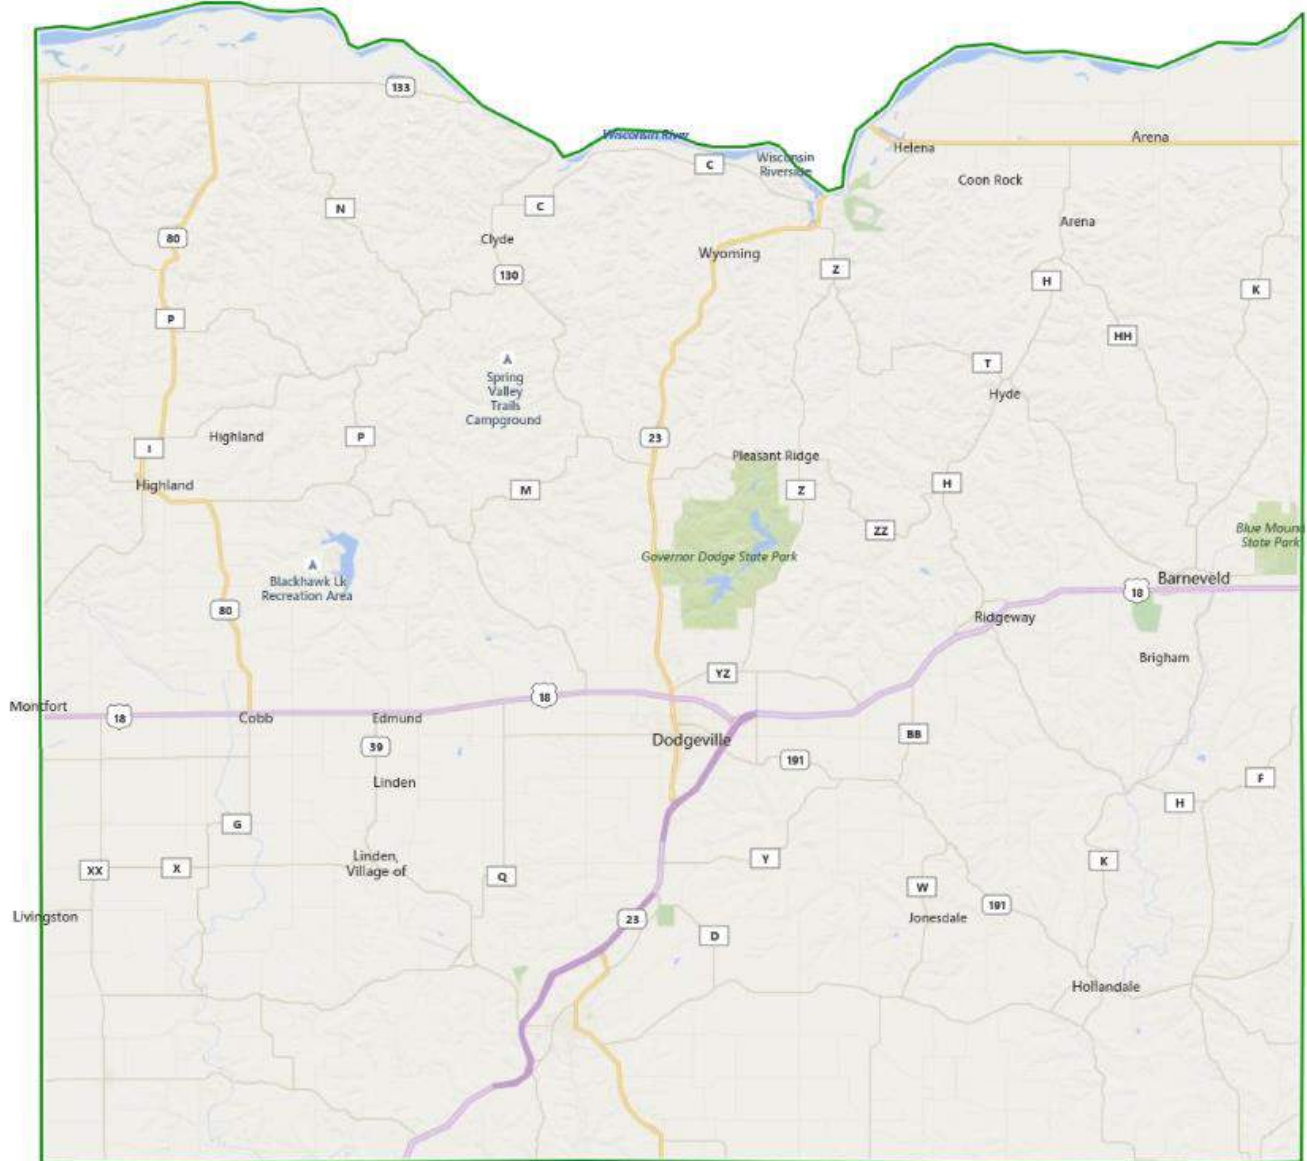 133
Wisconsin River
Arena
Helena
C
Wisconsin
Riverside
Coon Rock
N
C
Arena
80
Clyde
Wyoming
Z
130
H
K
P
HH
T
Spring
Valley
Trails
Campground
Hyde
Highland
P
23
I
Pleasant Ridge
Highland
M
Z
H
ZZ
Blue Moun
State Park
Governor Dodge State Park
Blackhawk Lk
Recreation Area
Barneveld
18
80
Ridgeway
Brigham
YZ
Montfort
18
Cobb
Edmund
18
Dodgeville
BB
39
191
Linden
F
H
G
Linden,
Village of
Y
K
XX
X
Q
W
191
Livingston
23
Jonesdale
D
Hollandale